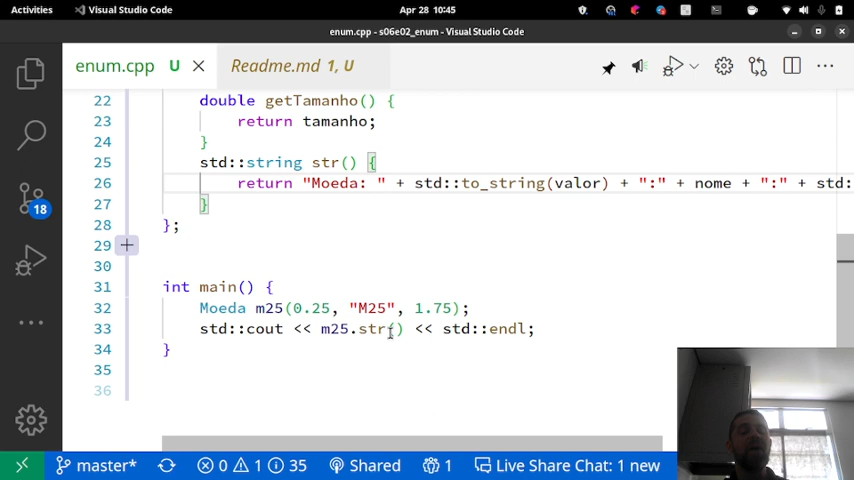 Activities Visual Studio Code Apr 28 10:45
enum.cpp - s06e02_enum - Visual Studio Code
enum.cpp U Readme.md 1, U
22 double getTamanho() {
23 return tamanho;
24 }
25 std::string str() {
26 return "Moeda: " + std::to_string(valor) + ":" + nome + ":" + std:
27 }
28 };
29
30
31 int main() {
32 Moeda m25(0.25, "M25", 1.75);
33 std::cout << m25.str() << std::endl;
34 }
35
36
18
master* 0 1 35 Shared 1 Live Share Chat: 1 new